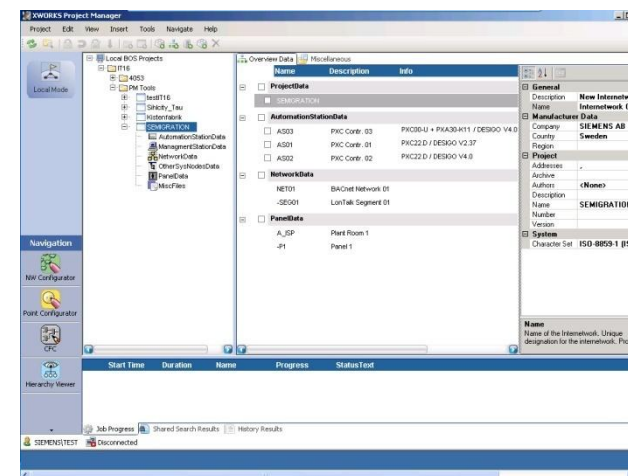 XWORKS Project Manager
Project Edit View Insert Tools Navigate Help
Local Mode
Navigation
NW Configurator
Point Configurator
CFC
Hierarchy Viewer
Local BOS Projects
IT16
4053
PM Tools
testIT16
Kistenfabrik
SEMIGRATION
AutomationStationData
ManagmentStationData
NetworkData
OtherSysNodesData
PanelData
MiscFiles
Overview Data Miscellaneous
Name Description Info
ProjectData
SEMIGRATION
AutomationStationData
AS03 PXC Contr. 03 PXC00-U + PXA30-K11 / DESIGO V4.0
AS01 PXC Contr. 01 PXC22.D / DESIGO V2.37
AS02 PXC Contr. 02 PXC22.D / DESIGO V4.0
NetworkData
NET01 BACnet Network 01
-SEG01 LonTalk Segment 01
PanelData
A_ISP Plant Room 1
-P1 Panel 1
General
Description New Internetw
Name Internetwork (
Manufacturer Data
Company SIEMENS AB
Country Sweden
Region
Project
Addresses ,
Archive
Authors <None>
Description
Name SEMIGRATION
Number
Version
System
Character Set ISO-8859-1 (IS
Name
Name of the Internetwork. Unique
designation for the internetwork. Pro
Start Time Duration Name Progress StatusText
Job Progress Shared Search Results History Results
SIEMENS\TEST Disconnected